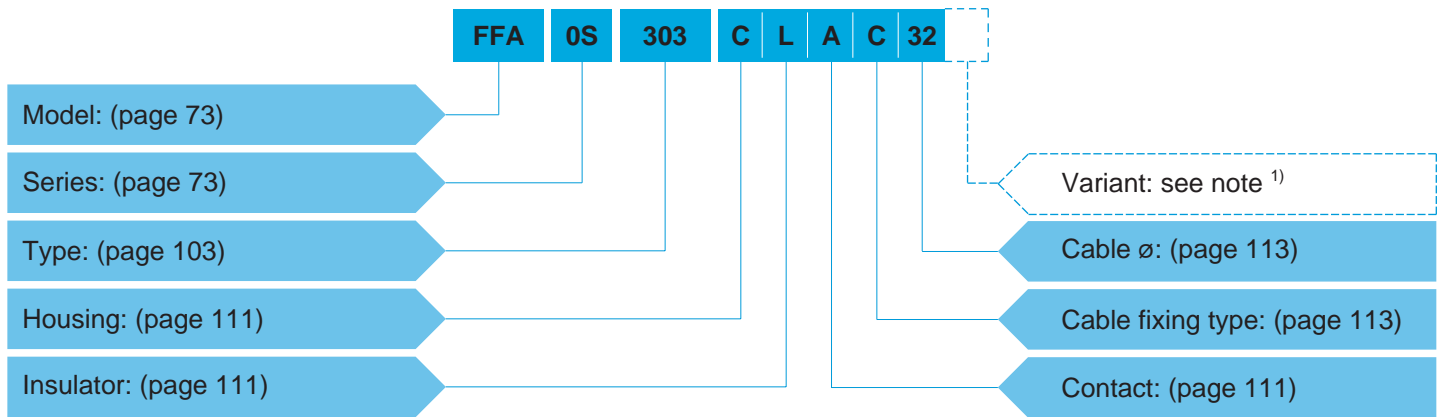 FFA 0S 303 C L A C 32
Model: (page 73)
Series: (page 73)
Variant: see note 1)
Type: (page 103)
Cable ø: (page 113)
Housing: (page 111)
Cable fixing type: (page 113)
Insulator: (page 111)
Contact: (page 111)